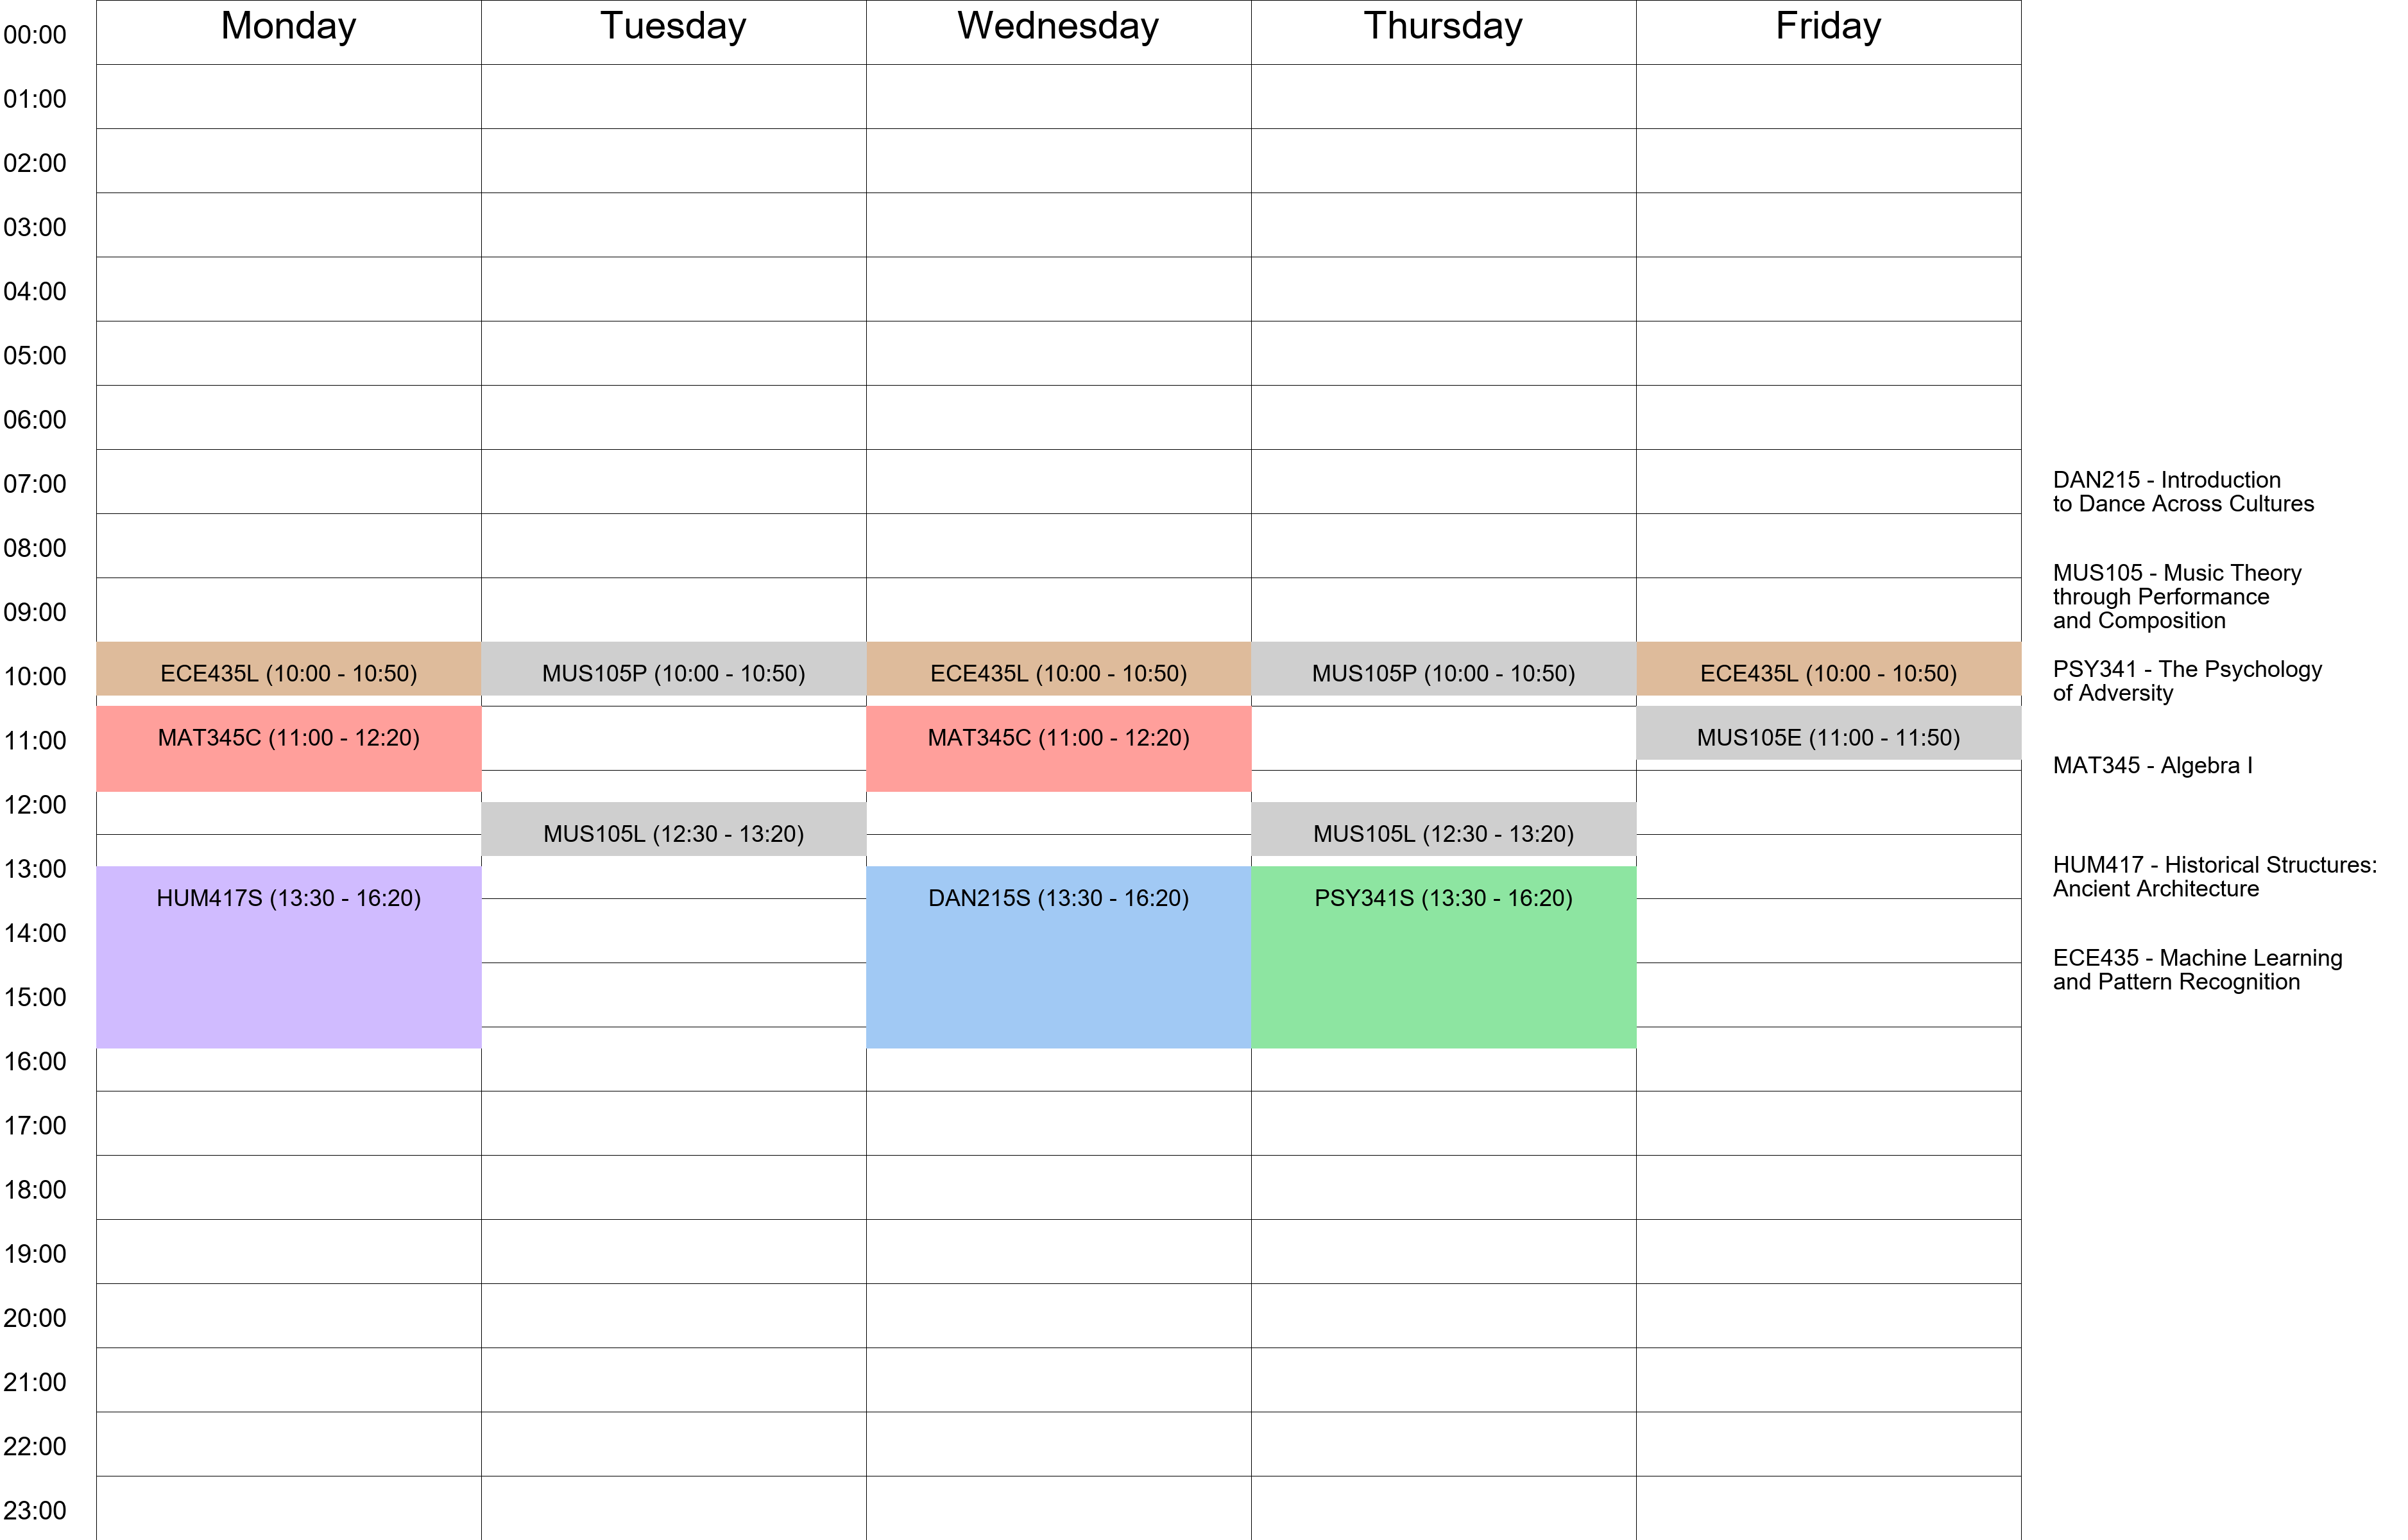 Monday Tuesday Wednesday Thursday Friday
00:00
01:00
02:00
03:00
04:00
05:00
06:00
07:00
08:00
09:00
10:00 ECE435L (10:00 - 10:50) MUS105P (10:00 - 10:50) ECE435L (10:00 - 10:50) MUS105P (10:00 - 10:50) ECE435L (10:00 - 10:50)
11:00 MAT345C (11:00 - 12:20) MAT345C (11:00 - 12:20) MUS105E (11:00 - 11:50)
12:00
MUS105L (12:30 - 13:20) MUS105L (12:30 - 13:20)
13:00
HUM417S (13:30 - 16:20) DAN215S (13:30 - 16:20) PSY341S (13:30 - 16:20)
14:00
15:00
16:00
17:00
18:00
19:00
20:00
21:00
22:00
23:00
DAN215 - Introduction
to Dance Across Cultures
MUS105 - Music Theory
through Performance
and Composition
PSY341 - The Psychology
of Adversity
MAT345 - Algebra I
HUM417 - Historical Structures:
Ancient Architecture
ECE435 - Machine Learning
and Pattern Recognition